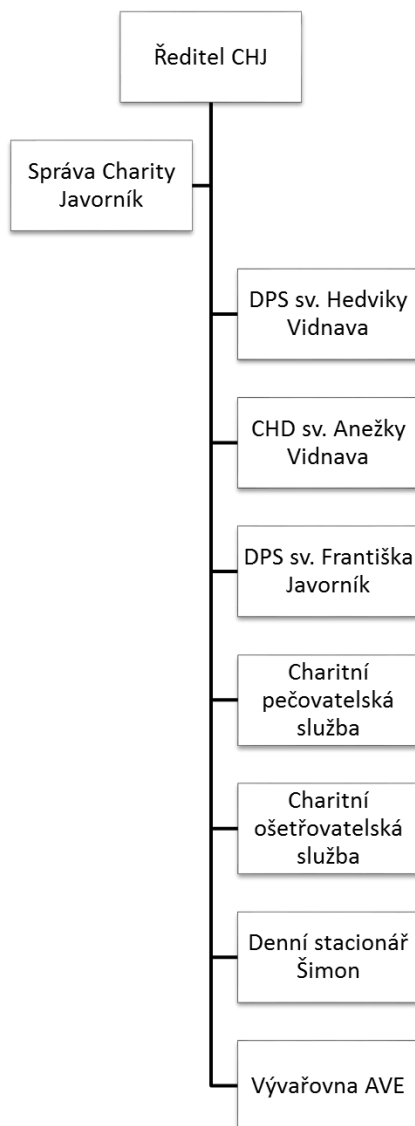 Ředitel CHJ
Správa Charity
Javorník
DPS sv. Hedviky
Vidnava
CHD sv. Anežky
Vidnava
DPS sv. Františka
Javorník
Charitní
pečovatelská
služba
Charitní
ošetřovatelská
služba
Denní stacionář
Šimon
Vývařovna AVE